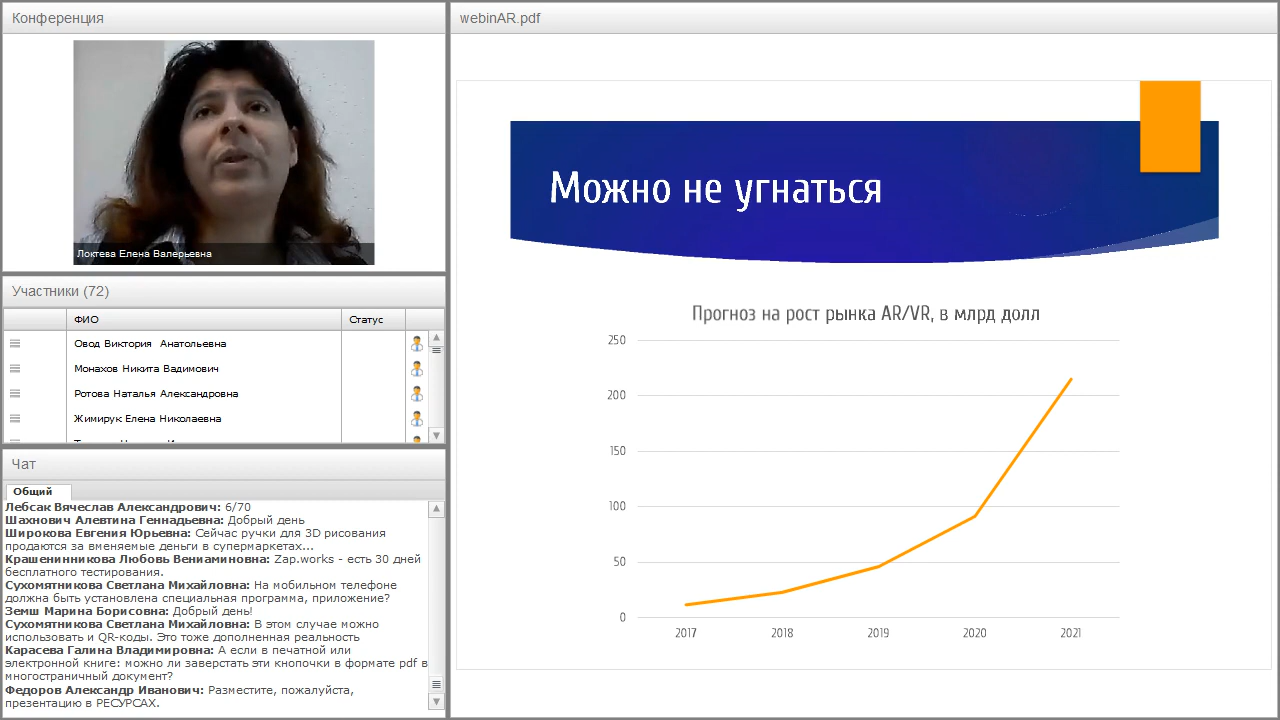 Конференция
Локтева Елена Валерьевна
Участники (72)
ФИО
Статус
Овод Виктория Анатольевна
Монахов Никита Вадимович
Ротова Наталья Александровна
Жимирук Елена Николаевна
Чат
Общий
Лебсак Вячеслав Александрович: 6/70
Шахнович Алевтина Геннадьевна: Добрый день
Широкова Евгения Юрьевна: Сейчас ручки для 3D рисования
продаются за вменяемые деньги в супермаркетах...
Крашенинникова Любовь Вениаминовна: Zap.works - есть 30 дней
бесплатного тестирования.
Сухомятникова Светлана Михайловна: На мобильном телефоне
должна быть установлена специальная программа, приложение?
Земш Марина Борисовна: Добрый день!
Сухомятникова Светлана Михайловна: В этом случае можно
использовать и QR-коды. Это тоже дополненная реальность
Карасева Галина Владимировна: А если в печатной или
электронной книге: можно ли заверстать эти кнопочки в формате pdf в
многостраничный документ?
Федоров Александр Иванович: Разместите, пожалуйста,
презентацию в РЕСУРСАХ.
webinAR.pdf
Можно не угнаться
Прогноз на рост рынка AR/VR, в млрд долл
250
200
150
100
50
0
2017 2018 2019 2020 2021